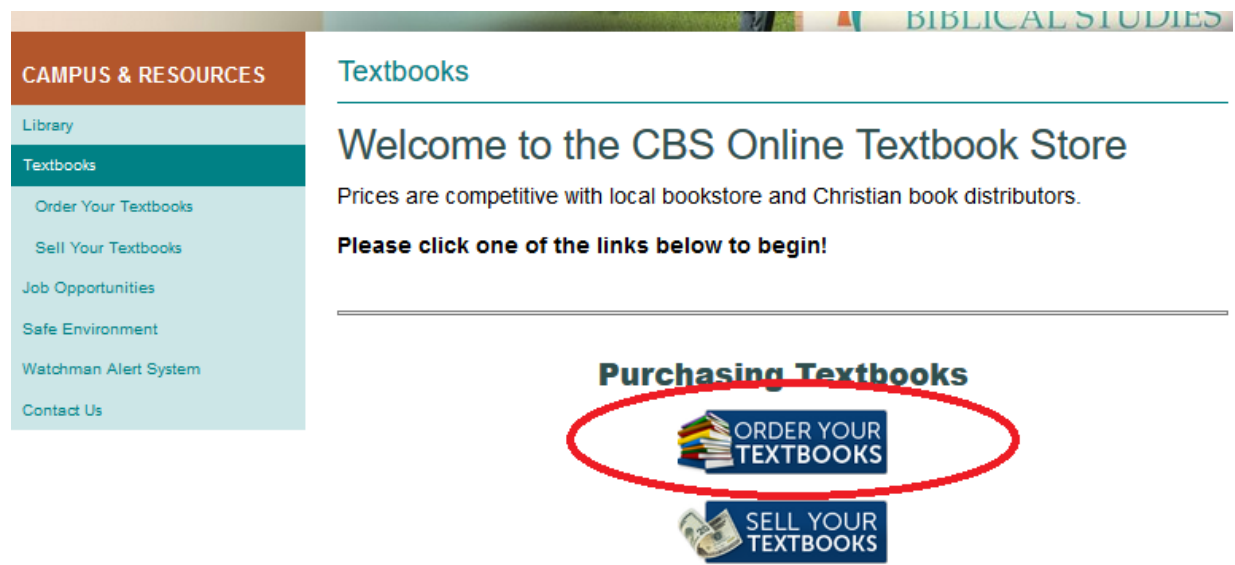 BIBLICAL STUDIES
CAMPUS & RESOURCES
Library
Textbooks
Order Your Textbooks
Sell Your Textbooks
Job Opportunities
Safe Environment
Watchman Alert System
Contact Us
Textbooks
Welcome to the CBS Online Textbook Store
Prices are competitive with local bookstore and Christian book distributors.
Please click one of the links below to begin!
Purchasing Textbooks
ORDER YOUR
TEXTBOOKS
SELL YOUR
TEXTBOOKS